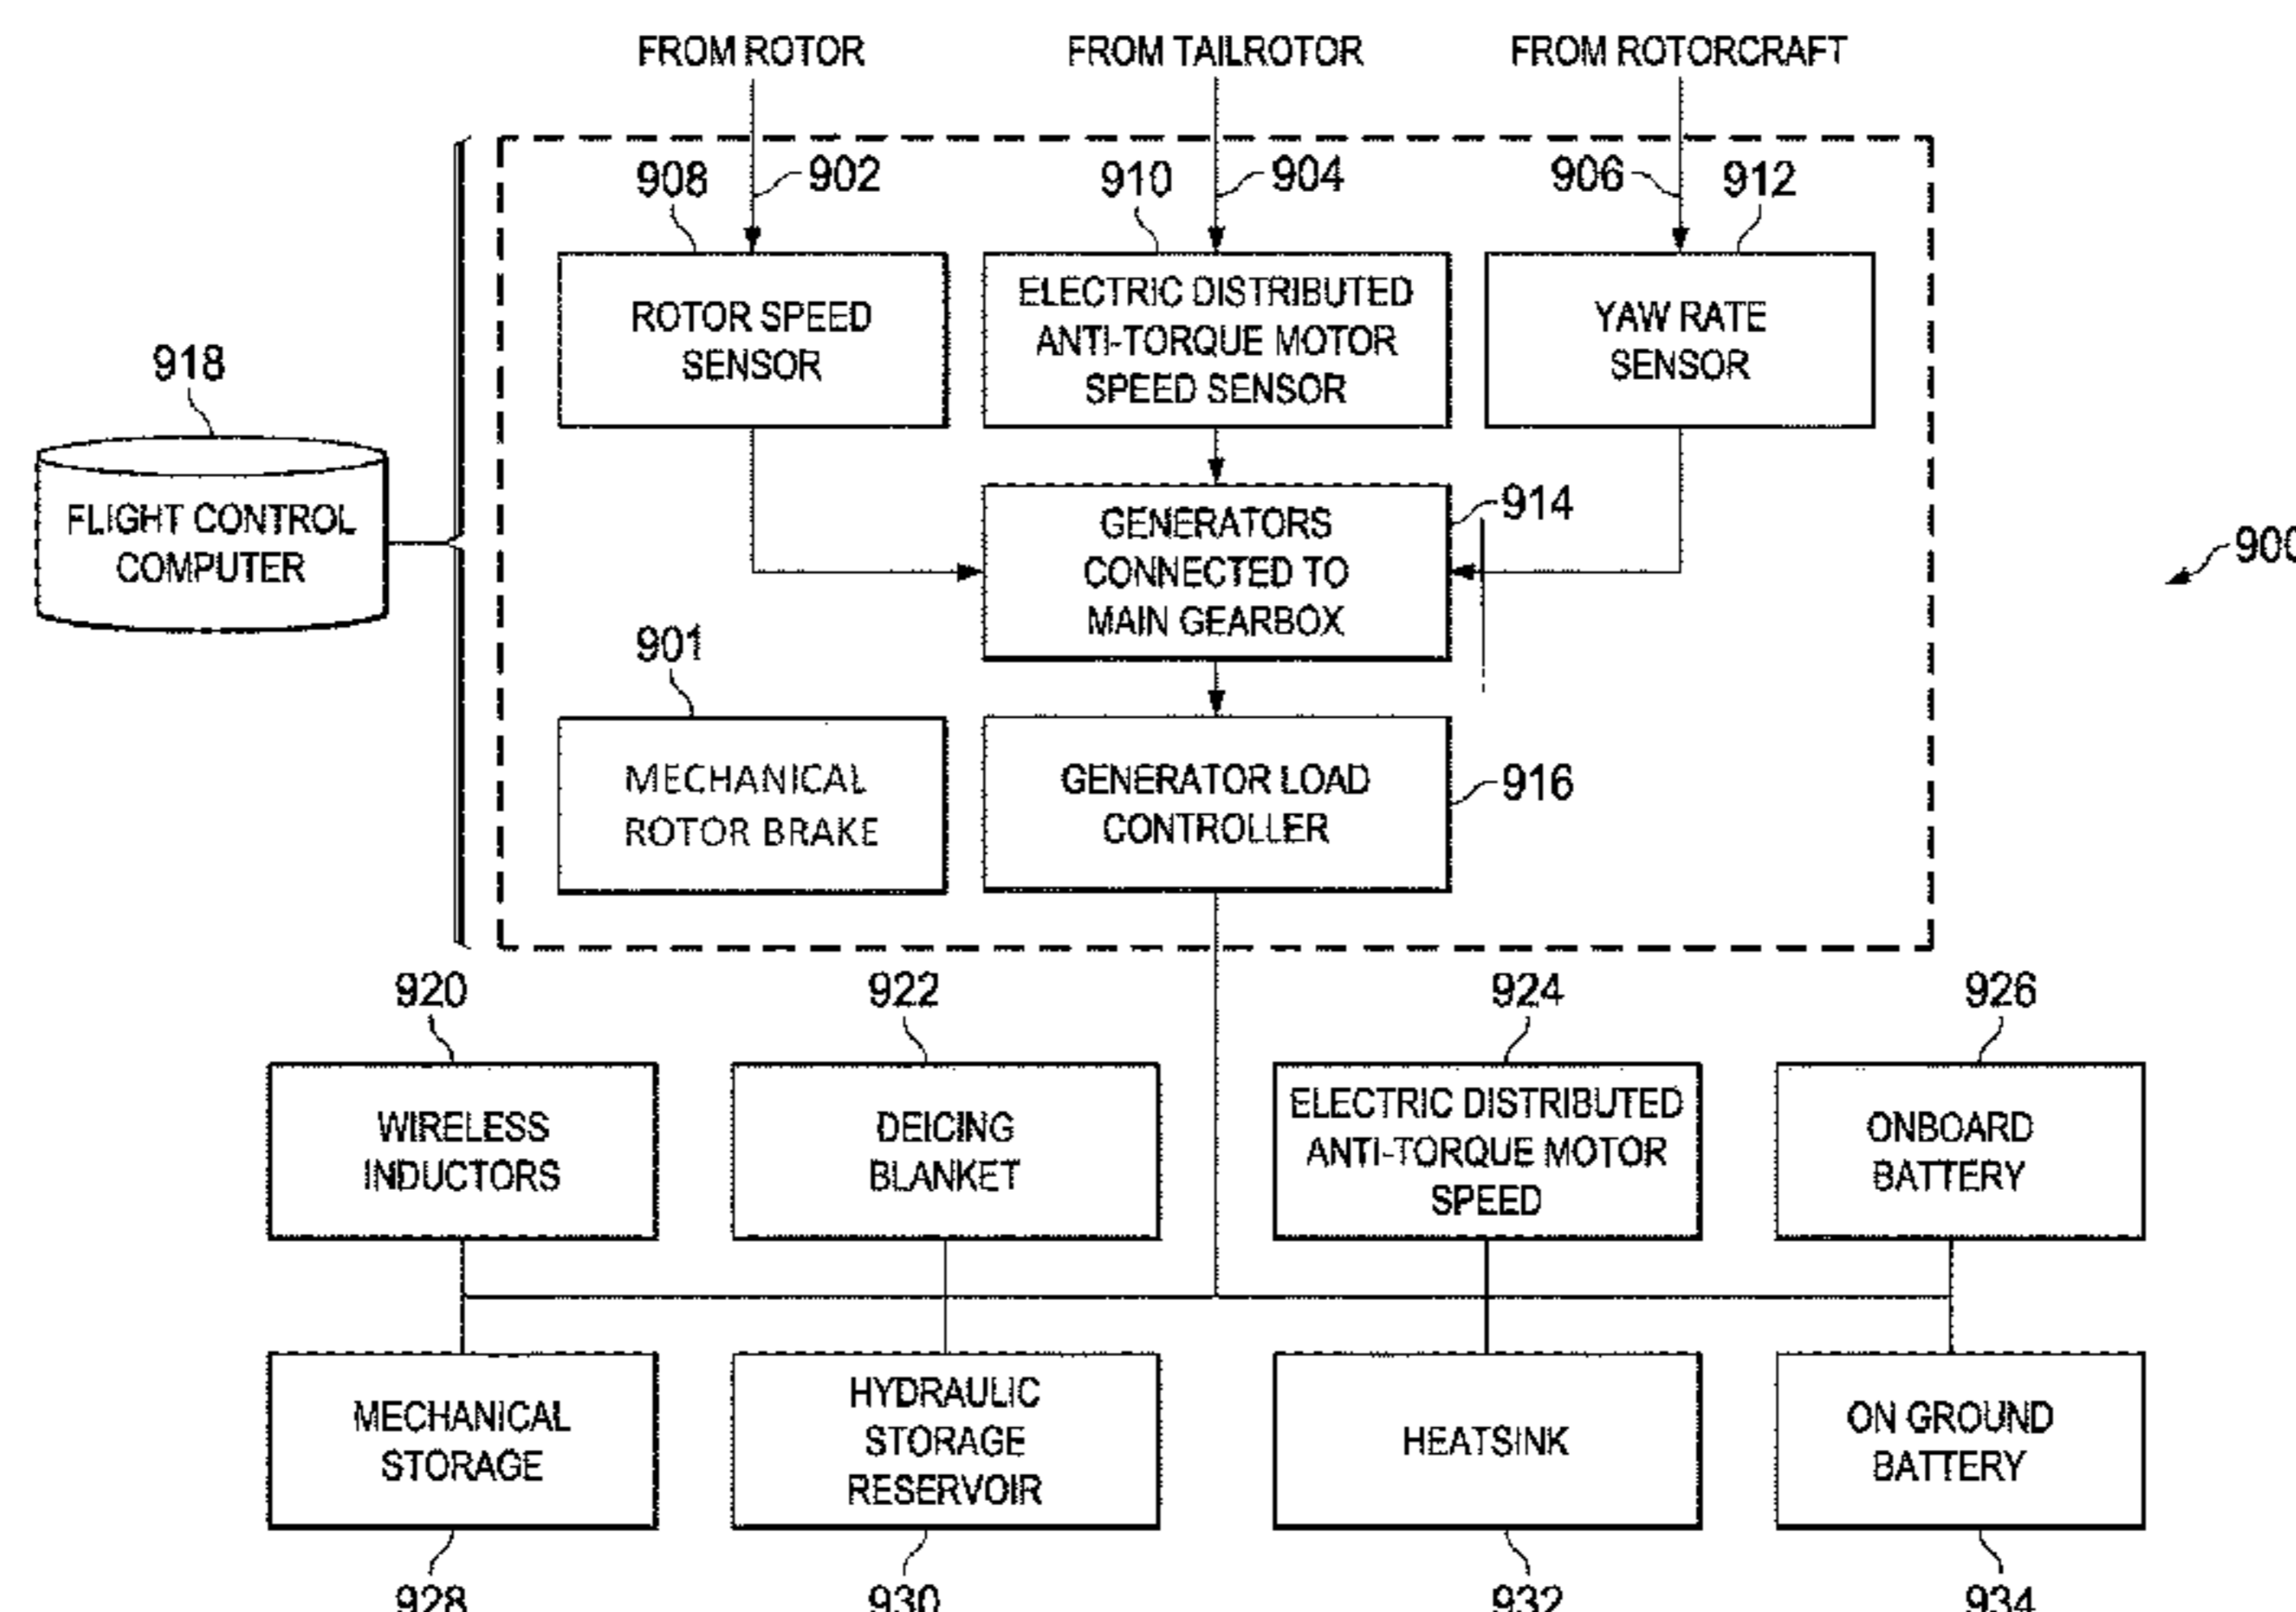 FROM ROTOR
FROM TAILROTOR
FROM ROTORCRAFT
908
902
910
904
906
912
ROTOR SPEED
SENSOR
ELECTRIC DISTRIBUTED
ANTI-TORQUE MOTOR
SPEED SENSOR
YAW RATE
SENSOR
918
FLIGHT CONTROL
COMPUTER
GENERATORS
CONNECTED TO
MAIN GEARBOX
914
900
901
MECHANICAL
ROTOR BRAKE
GENERATOR LOAD
CONTROLLER
916
920
922
924
926
WIRELESS
INDUCTORS
DEICING
BLANKET
ELECTRIC DISTRIBUTED
ANTI-TORQUE MOTOR
SPEED
ONBOARD
BATTERY
MECHANICAL
STORAGE
HYDRAULIC
STORAGE
RESERVOIR
HEATSINK
ON GROUND
BATTERY
928
930
932
934